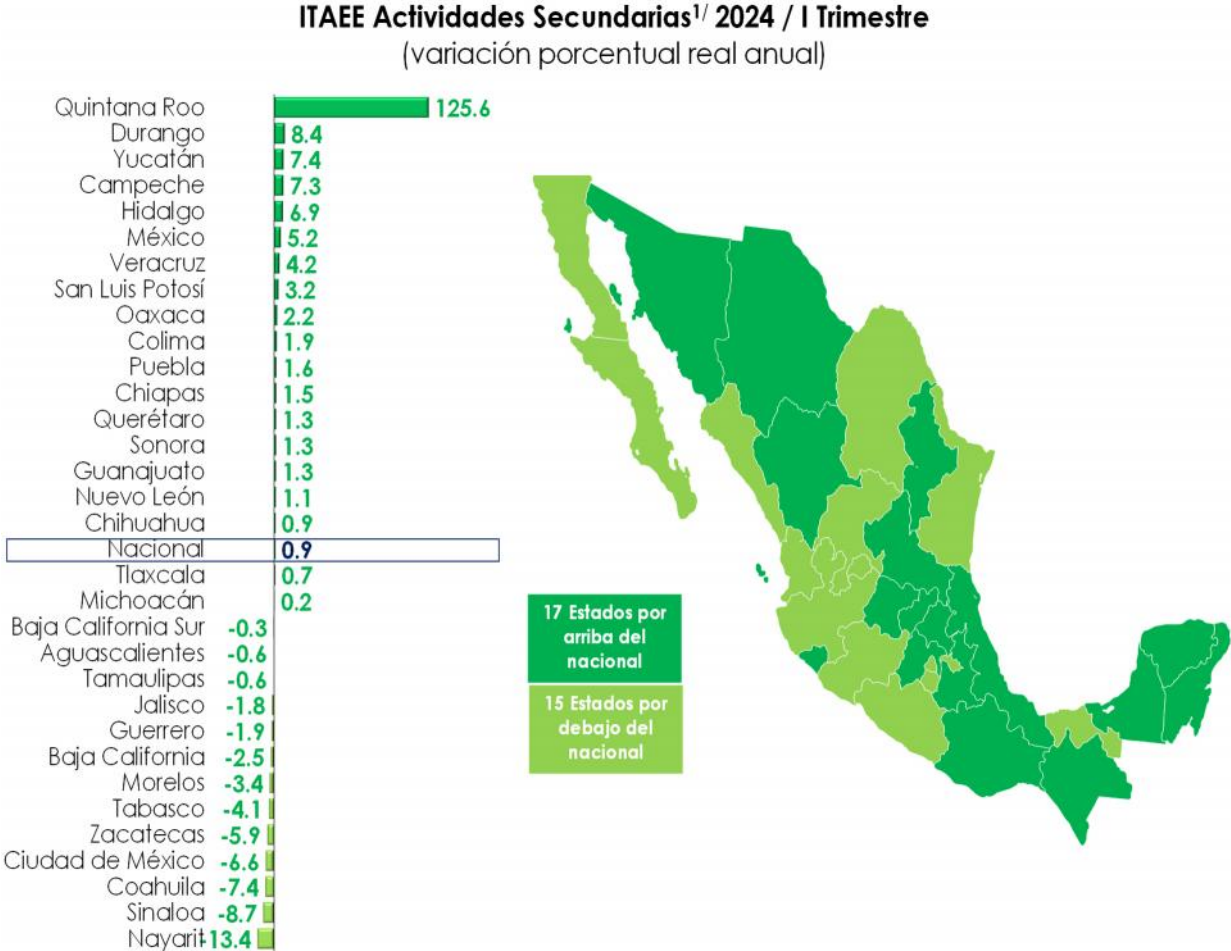 ITAEE Actividades Secundarias1/ 2024 / I Trimestre
(variación porcentual real anual)
Quintana Roo 125.6
Durango 8.4
Yucatán 7.4
Campeche 7.3
Hidalgo 6.9
México 5.2
Veracruz 4.2
San Luis Potosí 3.2
Oaxaca 2.2
Colima 1.9
Puebla 1.6
Chiapas 1.5
Querétaro 1.3
Sonora 1.3
Guanajuato 1.3
Nuevo León 1.1
Chihuahua 0.9
Nacional 0.9
Tlaxcala 0.7
Michoacán 0.2
Baja California Sur -0.3
Aguascalientes -0.6
Tamaulipas -0.6
Jalisco -1.8
Guerrero -1.9
Baja California -2.5
Morelos -3.4
Tabasco -4.1
Zacatecas -5.9
Ciudad de México -6.6
Coahuila -7.4
Sinaloa -8.7
Nayarit -13.4
17 Estados por
arriba del
nacional
15 Estados por
debajo del
nacional